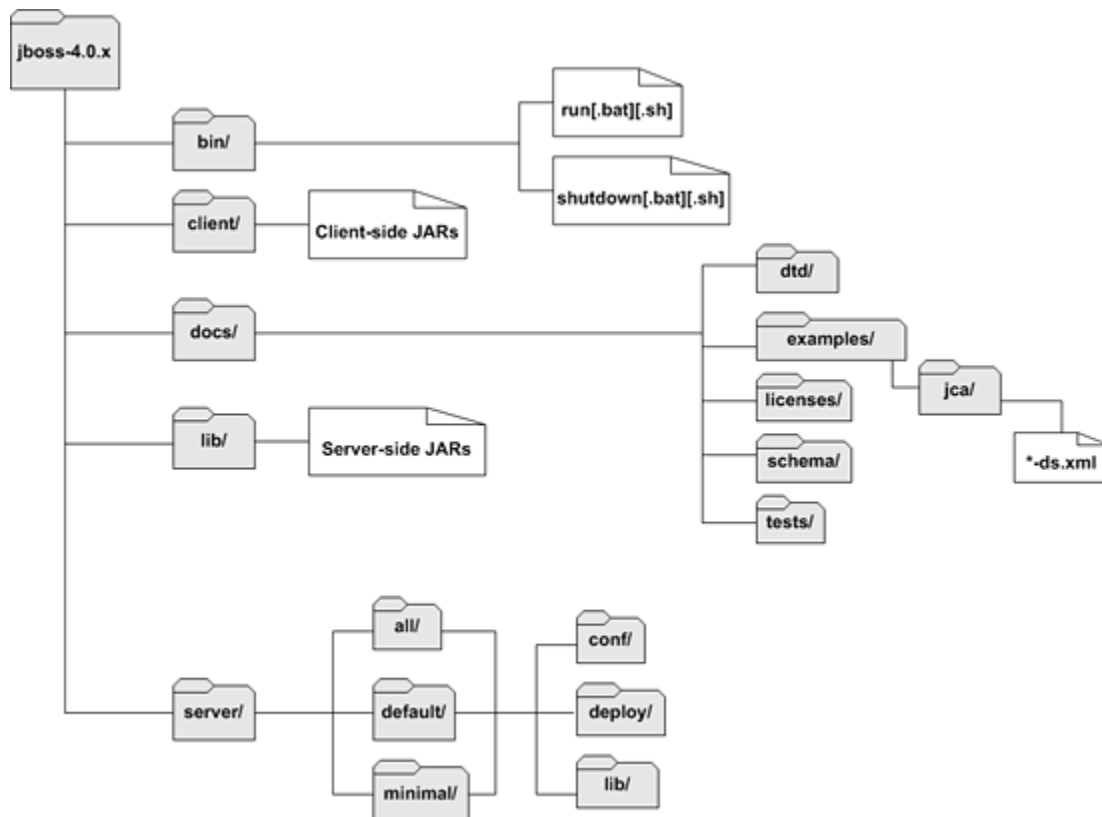 jboss-4.0.x
bin/
run[.bat][.sh]
shutdown[.bat][.sh]
client/
Client-side JARs
docs/
dtd/
examples/
jca/
*-ds.xml
licenses/
schema/
tests/
lib/
Server-side JARs
server/
all/
default/
minimal/
conf/
deploy/
lib/